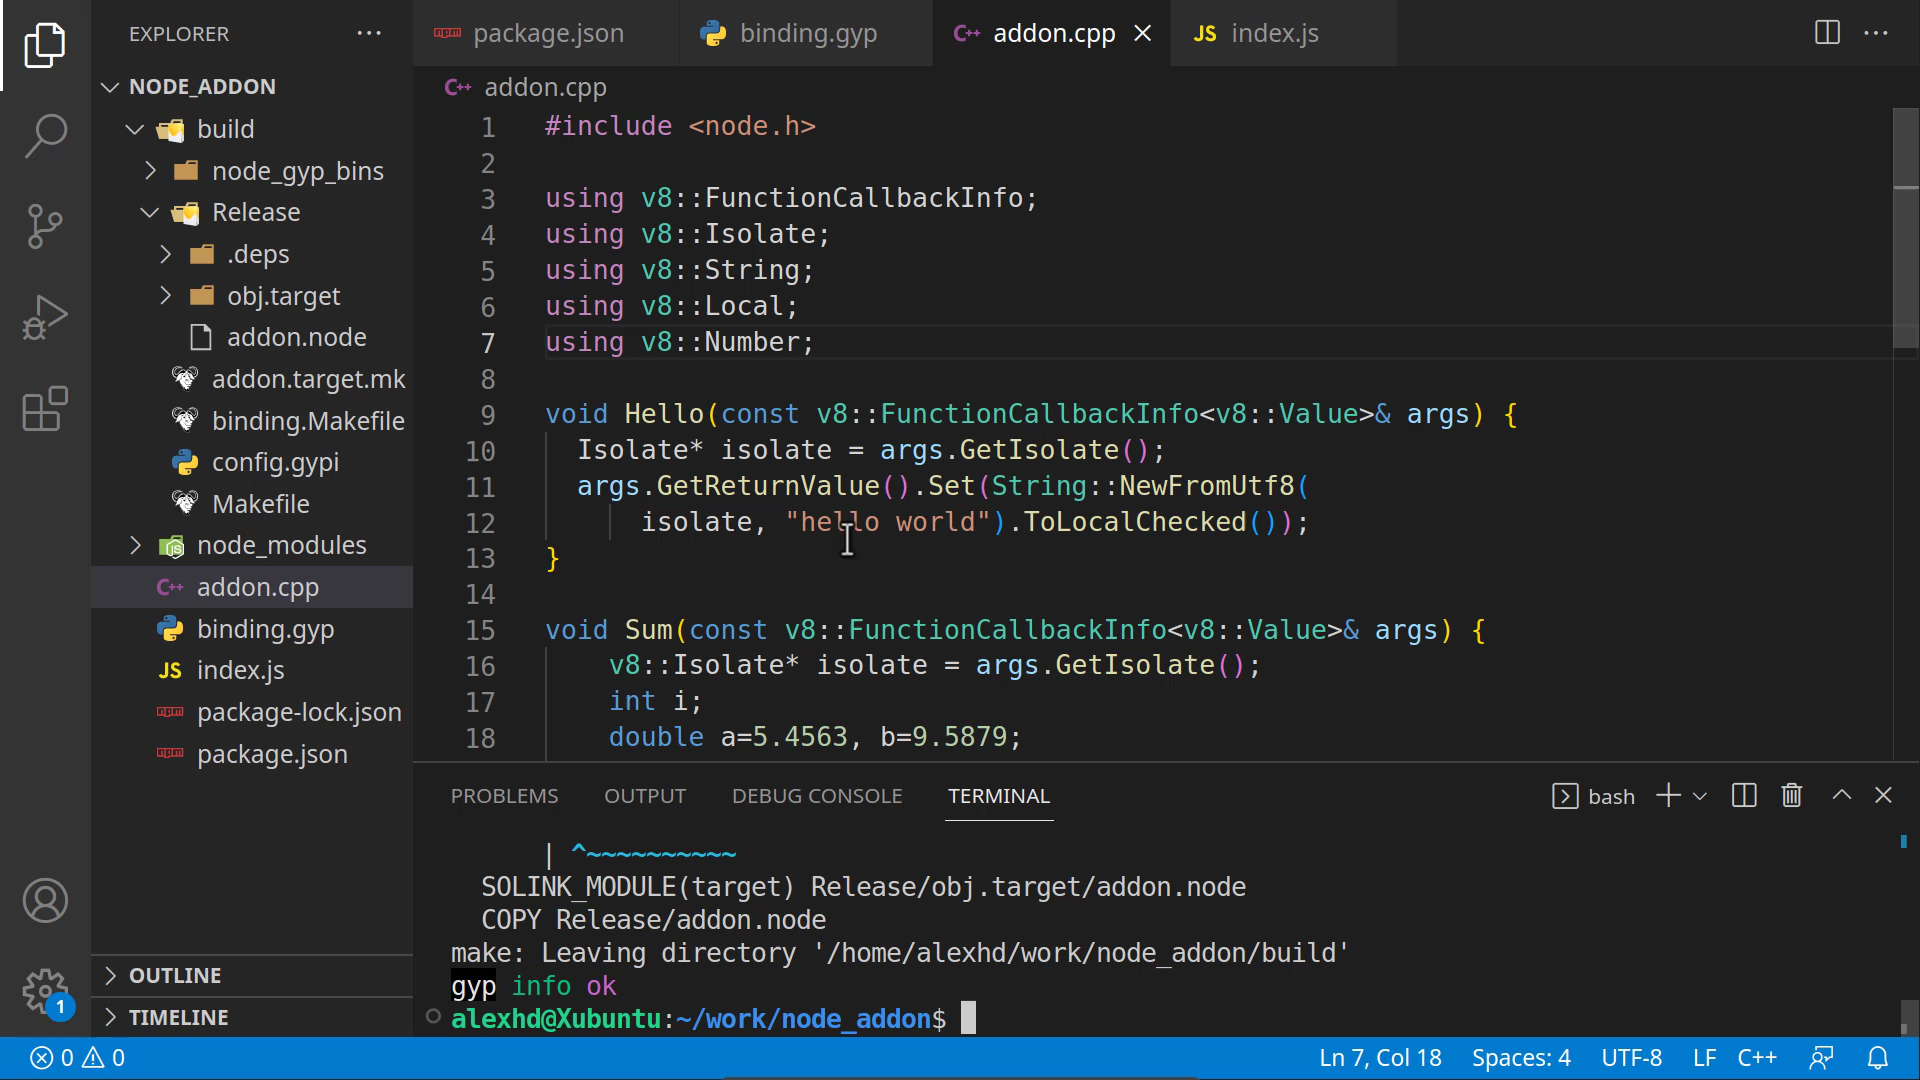 EXPLORER
NODE_ADDON
build
node_gyp_bins
Release
.deps
obj.target
addon.node
addon.target.mk
binding.Makefile
config.gypi
Makefile
node_modules
addon.cpp
binding.gyp
JS index.js
package-lock.json
package.json
OUTLINE
TIMELINE
1
package.json
binding.gyp
C++ addon.cpp
JS index.js
C++ addon.cpp
1 #include <node.h>
2
3 using v8::FunctionCallbackInfo;
4 using v8::Isolate;
5 using v8::String;
6 using v8::Local;
7 using v8::Number;
8
9 void Hello(const v8::FunctionCallbackInfo<v8::Value>& args) {
10 Isolate* isolate = args.GetIsolate();
11 args.GetReturnValue().Set(String::NewFromUtf8(
12 isolate, "hello world").ToLocalChecked());
13 }
14
15 void Sum(const v8::FunctionCallbackInfo<v8::Value>& args) {
16 v8::Isolate* isolate = args.GetIsolate();
17 int i;
18 double a=5.4563, b=9.5879;
PROBLEMS OUTPUT DEBUG CONSOLE TERMINAL bash
| ^~~~~~~~~~~
SOLINK_MODULE(target) Release/obj.target/addon.node
COPY Release/addon.node
make: Leaving directory '/home/alexhd/work/node_addon/build'
gyp info ok
alexhd@Xubuntu:~/work/node_addon$
0 0 Ln 7, Col 18 Spaces: 4 UTF-8 LF C++